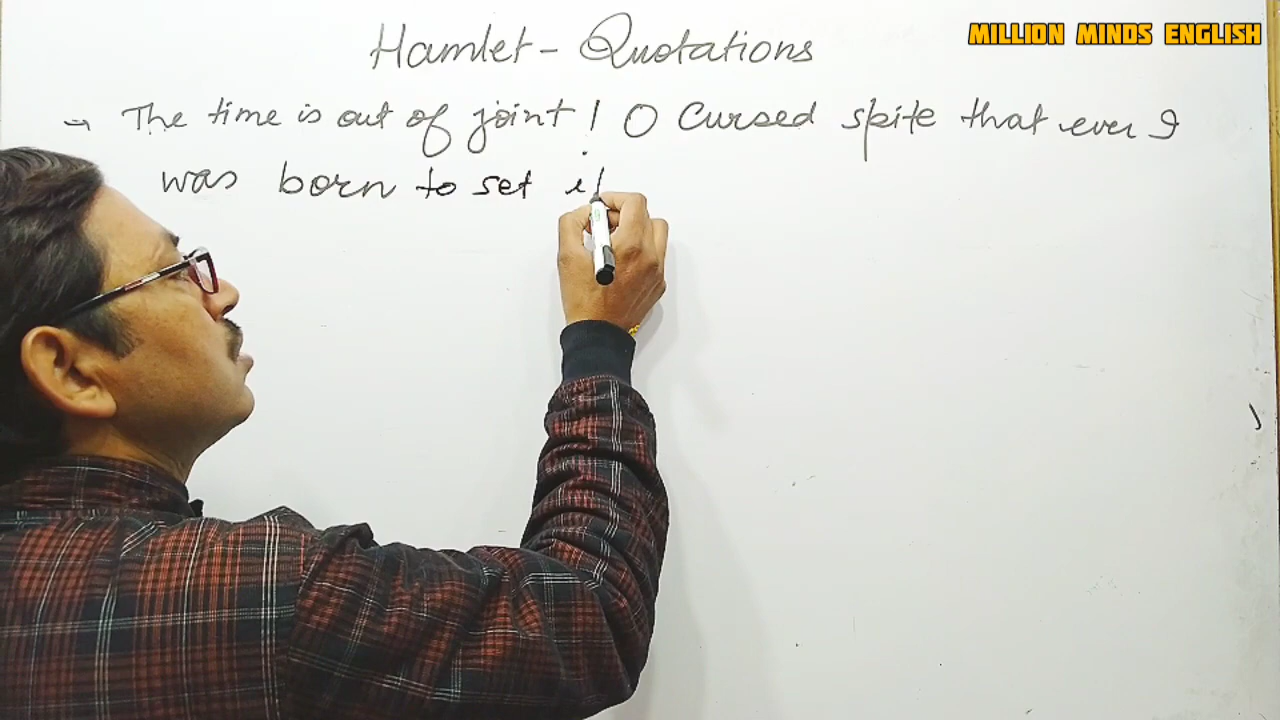 MILLION MINDS ENGLISH
Hamlet - Quotations
→ The time is out of joint! O Cursed spite that ever I
was born to set it